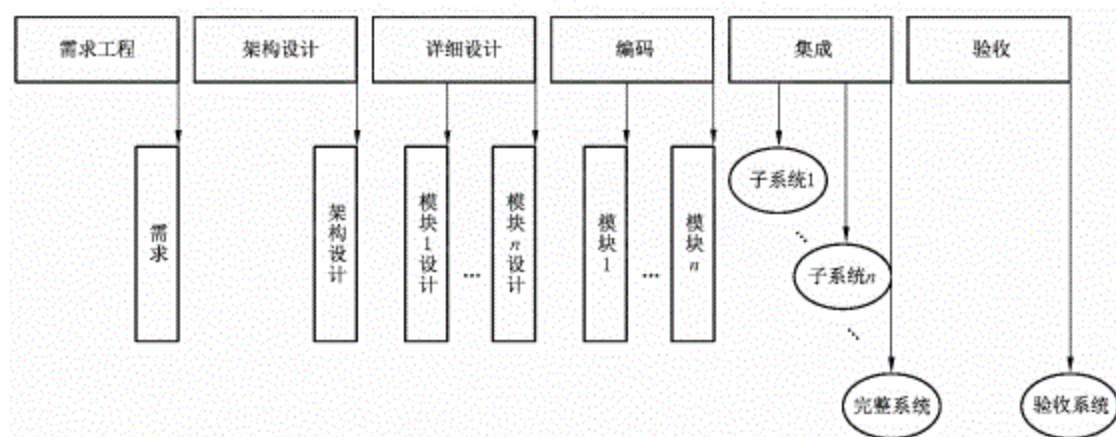 需求工程
架构设计
详细设计
编码
集成
验收
需求
架构设计
模块1设计
...
模块n设计
模块1
...
模块n
子系统1
...
子系统n
...
完整系统
验收系统